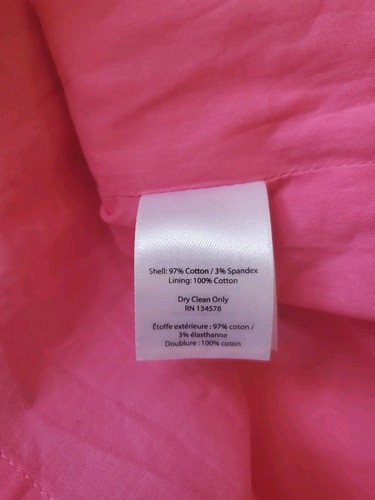 Shell: 97% Cotton / 3% Spandex
Lining: 100% Cotton
Dry Clean Only
RN 134578
Étoffe extérieure : 97% coton /
3% élasthanne
Doublure : 100% coton